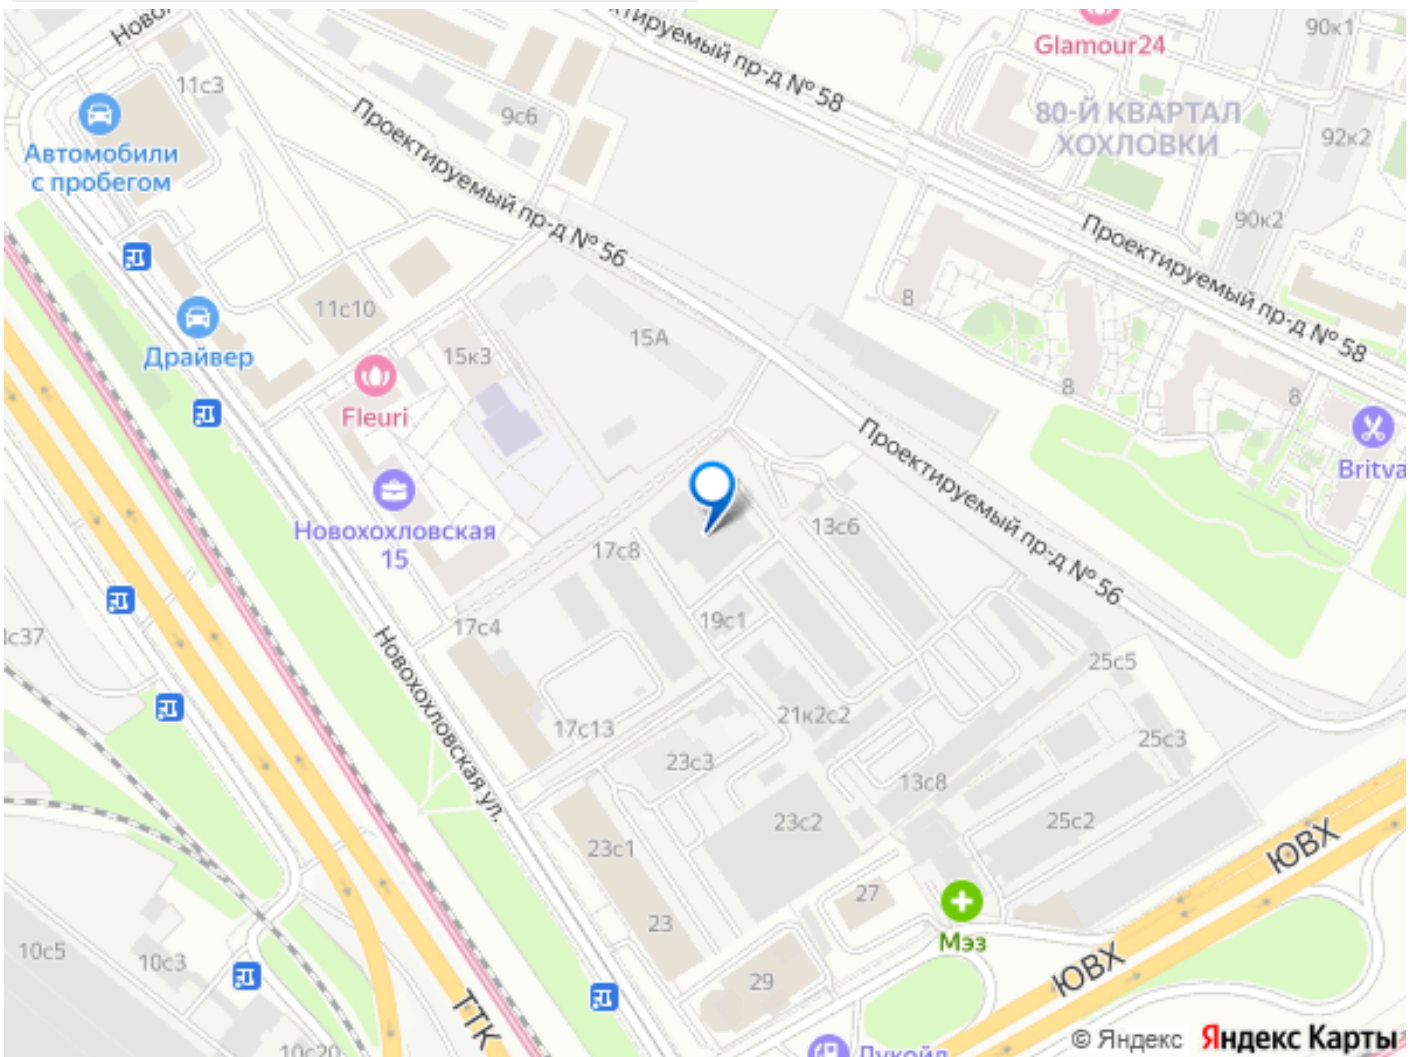 11с3
Автомобили
с пробегом
9с6
Проектируемый пр-д № 58
Glamour24
90к1
80-Й КВАРТАЛ
ХОХЛОВКИ
92к2
90к2
Проектируемый пр-д № 56
Проектируемый пр-д № 58
8
11с10
15А
Драйвер
15к3
8
8
Fleuri
Britva
Проектируемый пр-д № 56
Новохохловская
15
17с8
13с6
17с4
19с1
Новохохловская ул.
25с5
21к2с2
17с13
25с3
23с3
13с8
23с2
25с2
23с1
ЮВХ
27
23
Мэз
10с5
10с3
29
ЮВХ
ТТК
10с20
Лукойл
© Яндекс Яндекс Карты